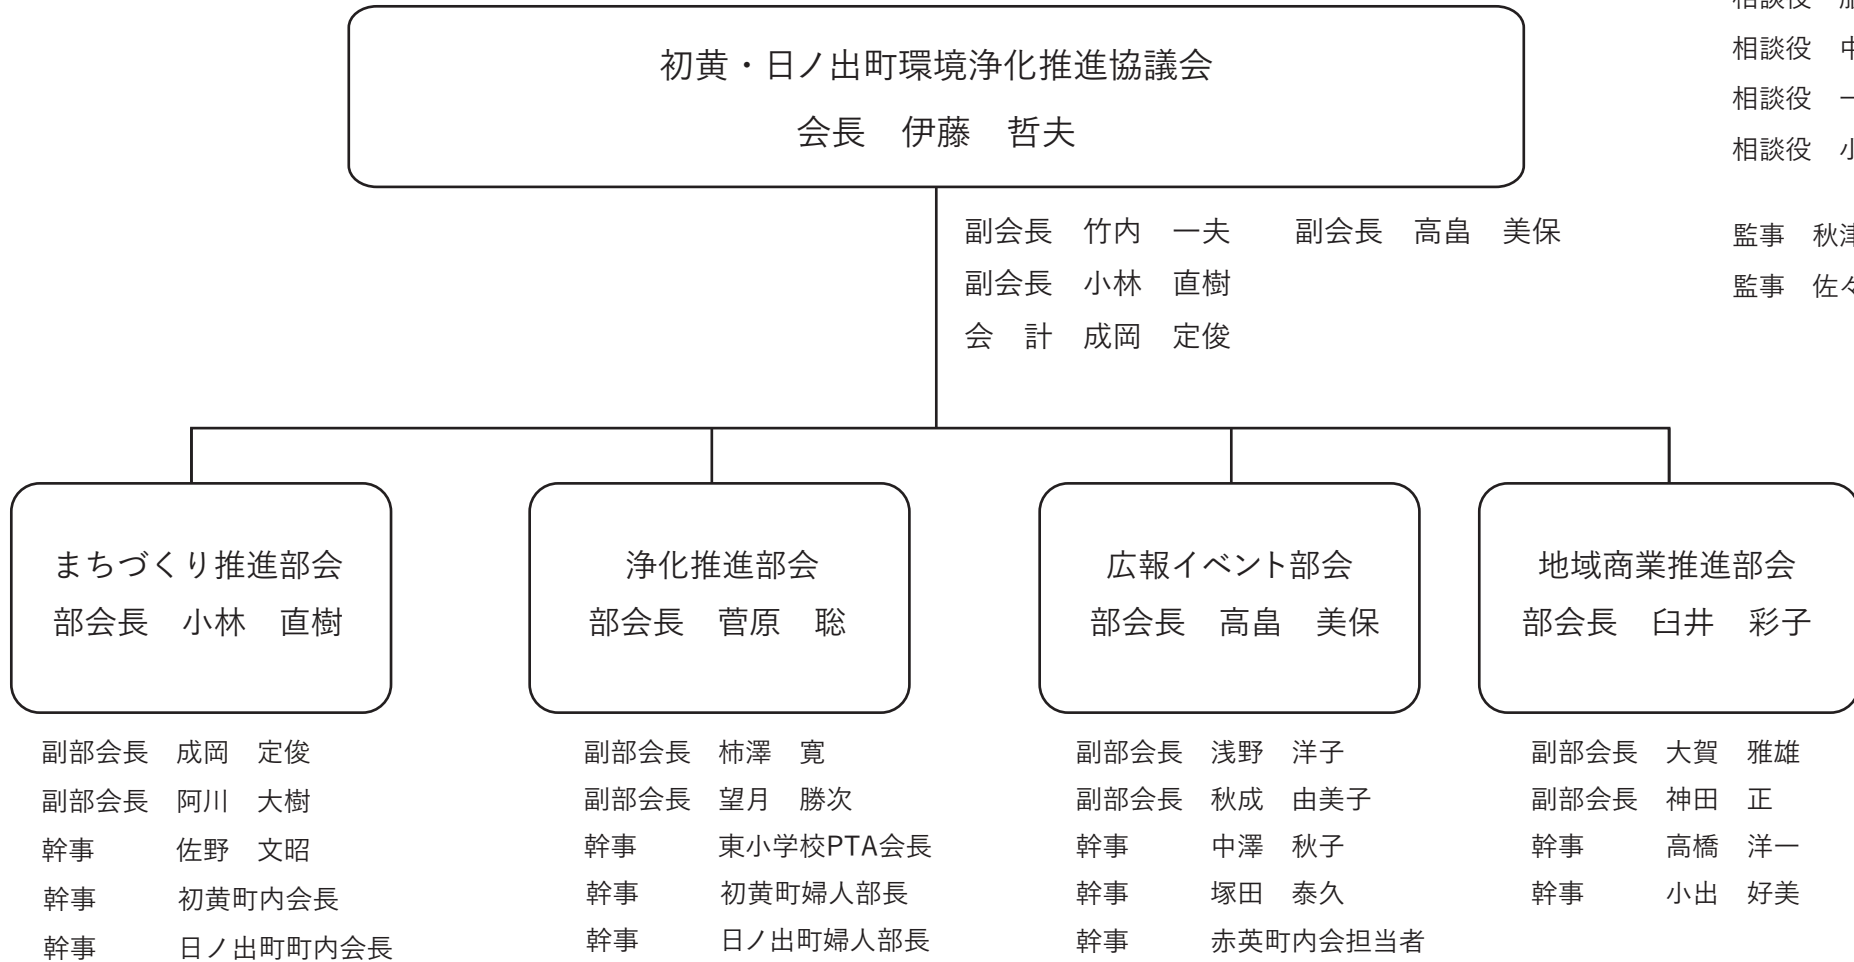 初黄・日ノ出町環境浄化推進協議会
会長 伊藤 哲夫
相談役
相談役
相談役
相談役
監事 秋津
監事 佐々
副会長 竹内 一夫 副会長 高畠 美保
副会長 小林 直樹
会 計 成岡 定俊
まちづくり推進部会
部会長 小林 直樹
副部会長 成岡 定俊
副部会長 阿川 大樹
幹事 佐野 文昭
幹事 初黄町内会長
幹事 日ノ出町町内会長
浄化推進部会
部会長 菅原 聡
副部会長 柿澤 寛
副部会長 望月 勝次
幹事 東小学校PTA会長
幹事 初黄町婦人部長
幹事 日ノ出町婦人部長
広報イベント部会
部会長 高畠 美保
副部会長 浅野 洋子
副部会長 秋成 由美子
幹事 中澤 秋子
幹事 塚田 泰久
幹事 赤英町内会担当者
地域商業推進部会
部会長 臼井 彩子
副部会長 大賀 雅雄
副部会長 神田 正
幹事 高橋 洋一
幹事 小出 好美